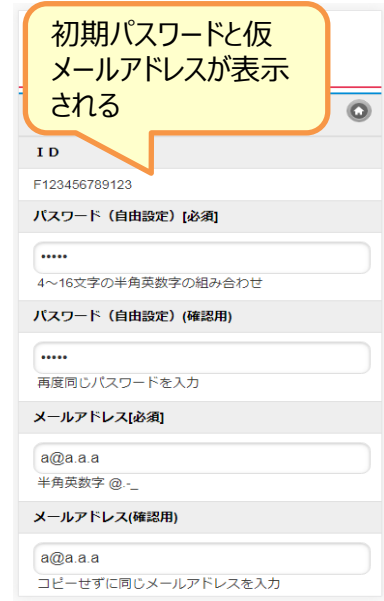 初期パスワードと仮
メールアドレスが表示
される
ＩＤ
F123456789123
パスワード（自由設定）[必須]
•••••
4～16文字の半角英数字の組み合わせ
パスワード（自由設定）(確認用)
•••••
再度同じパスワードを入力
メールアドレス[必須]
a@a.a.a
半角英数字 @.-_
メールアドレス(確認用)
a@a.a.a
コピーせずに同じメールアドレスを入力